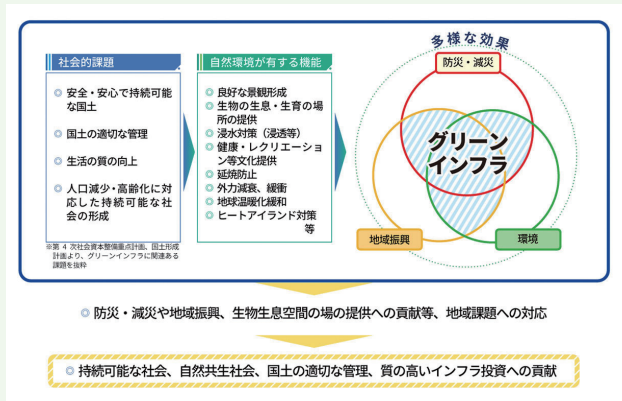 社会的課題
◎ 安全・安心で持続可能
な国土
◎ 国土の適切な管理
◎ 生活の質の向上
◎ 人口減少・高齢化に対
応した持続可能な社
会の形成
※第 4 次社会資本整備重点計画、国土形成
計画より、グリーンインフラに関連ある
課題を抜粋
自然環境が有する機能
◎ 良好な景観形成
◎ 生物の生息・生育の場
所の提供
◎ 浸水対策（浸透等）
◎ 健康・レクリエーショ
ン等文化提供
◎ 延焼防止
◎ 外力減衰、緩衝
◎ 地球温暖化緩和
◎ ヒートアイランド対策
等
多様な効果
防災・減災
グリーン
インフラ
地域振興
環境
◎ 防災・減災や地域振興、生物生息空間の場の提供への貢献等、地域課題への対応
◎ 持続可能な社会、自然共生社会、国土の適切な管理、質の高いインフラ投資への貢献